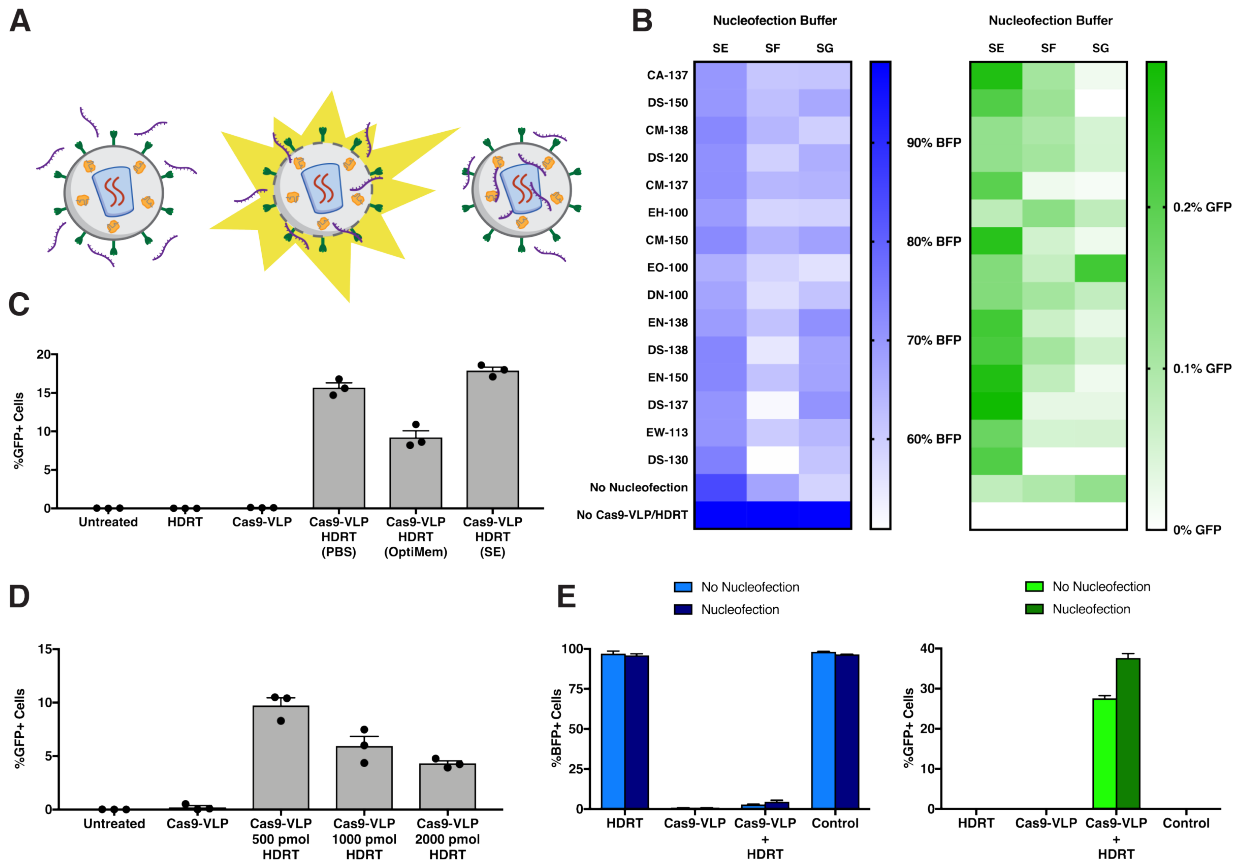 A
B
Nucleofection Buffer
SE SF SG
CA-137
DS-150
CM-138
DS-120
CM-137
EH-100
CM-150
EO-100
DN-100
EN-138
DS-138
EN-150
DS-137
EW-113
DS-130
No Nucleofection
No Cas9-VLP/HDRT
90% BFP
80% BFP
70% BFP
60% BFP
Nucleofection Buffer
SE SF SG
0.2% GFP
0.1% GFP
0% GFP
C
%GFP+ Cells
20
15
10
5
0
Untreated
HDRT
Cas9-VLP
Cas9-VLP
HDRT
(PBS)
Cas9-VLP
HDRT
(OptiMem)
Cas9-VLP
HDRT
(SE)
D
%GFP+ Cells
15
10
5
0
Untreated
Cas9-VLP
Cas9-VLP
500 pmol
HDRT
Cas9-VLP
1000 pmol
HDRT
Cas9-VLP
2000 pmol
HDRT
E
No Nucleofection
Nucleofection
%BFP+ Cells
100
75
50
25
0
HDRT
Cas9-VLP
Cas9-VLP
+
HDRT
Control
No Nucleofection
Nucleofection
%GFP+ Cells
40
30
20
10
0
HDRT
Cas9-VLP
Cas9-VLP
+
HDRT
Control